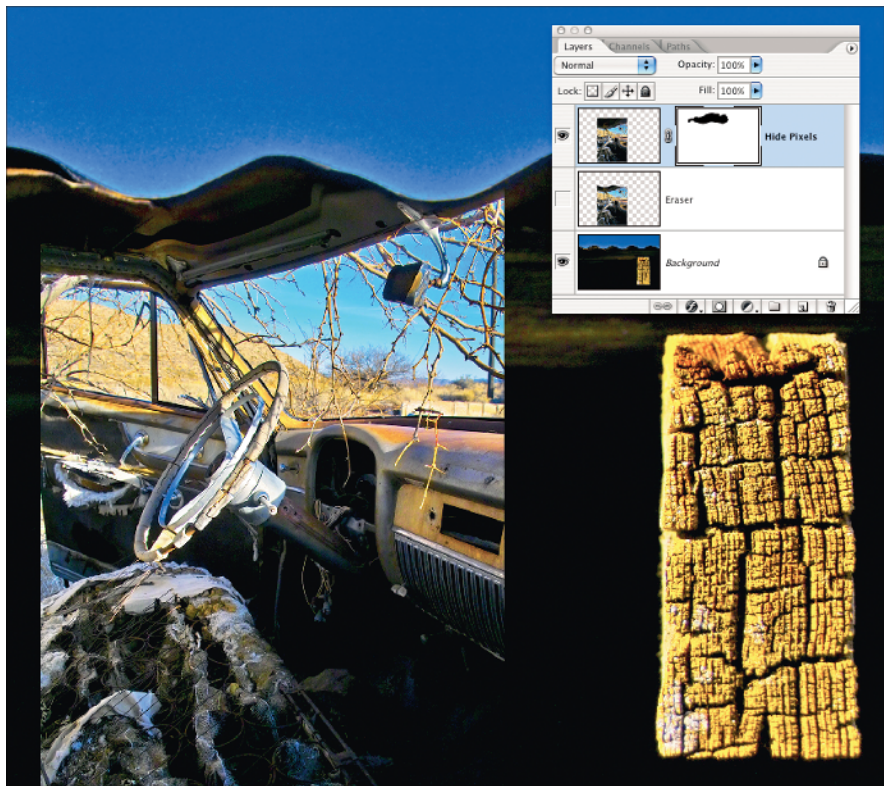 Layers Channels Paths
Normal Opacity: 100%
Lock: Fill: 100%
Hide Pixels
Eraser
Background